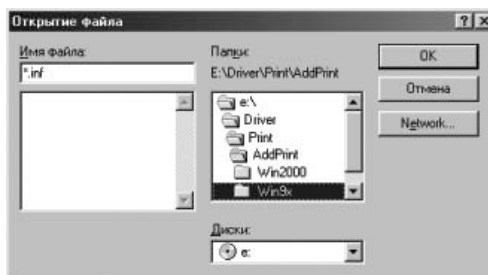 Открытие файла
Имя файла:
*.inf
Папки:
E:\Driver\Print\AddPrint
e:\
Driver
Print
AddPrint
Win2000
Win9x
Диски:
e:
OK
Отмена
Network...